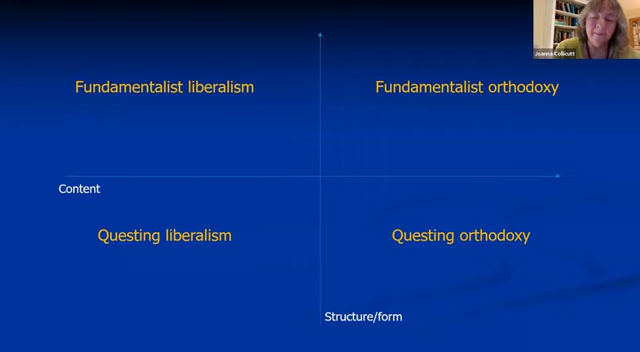 Joanna Collicutt
Fundamentalist liberalism
Fundamentalist orthodoxy
Content
Questing liberalism
Questing orthodoxy
Structure/form